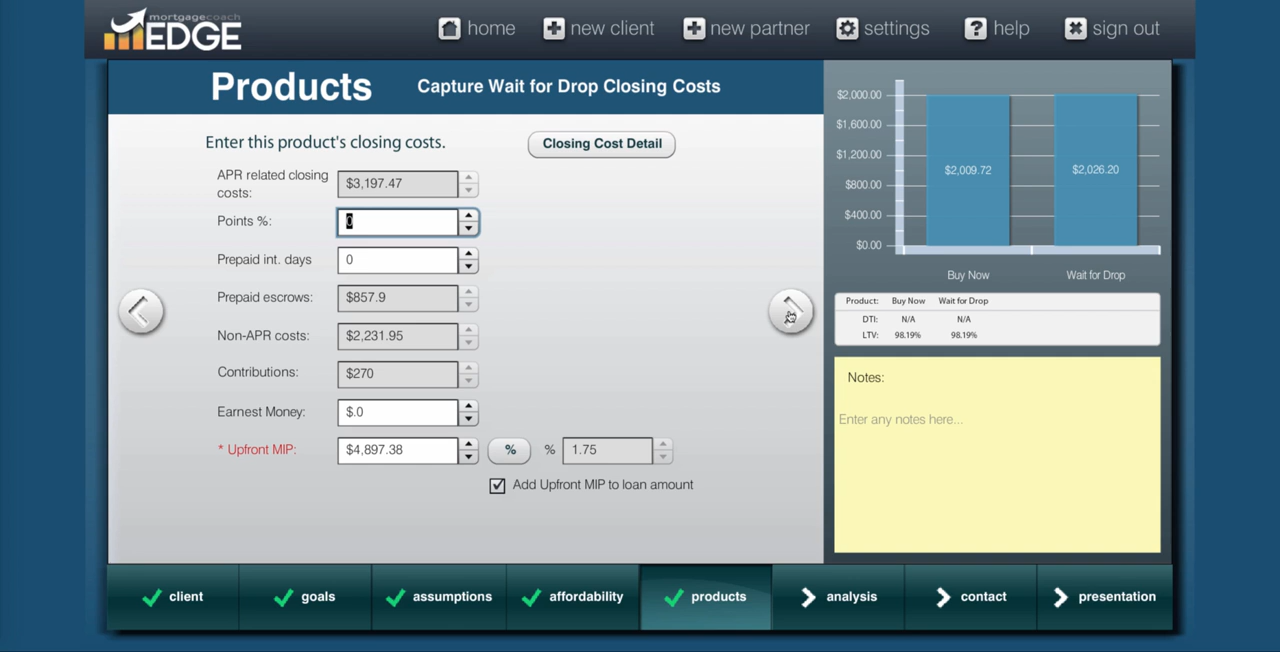 mortgagecoach
EDGE
home
new client
new partner
settings
help
sign out
Products
Capture Wait for Drop Closing Costs
Enter this product's closing costs.
Closing Cost Detail
APR related closing
costs:
$3,197.47
Points %:
0
Prepaid int. days
0
Prepaid escrows:
$857.9
Non-APR costs:
$2,231.95
Contributions:
$270
Earnest Money:
$.0
* Upfront MIP:
$4,897.38
%
%
1.75
Add Upfront MIP to loan amount
$2,000.00
$1,600.00
$1,200.00
$800.00
$400.00
$0.00
$2,009.72
$2,026.20
Buy Now
Wait for Drop
Product: Buy Now Wait for Drop
DTI: N/A N/A
LTV: 98.19% 98.19%
Notes:
Enter any notes here...
client
goals
assumptions
affordability
products
analysis
contact
presentation